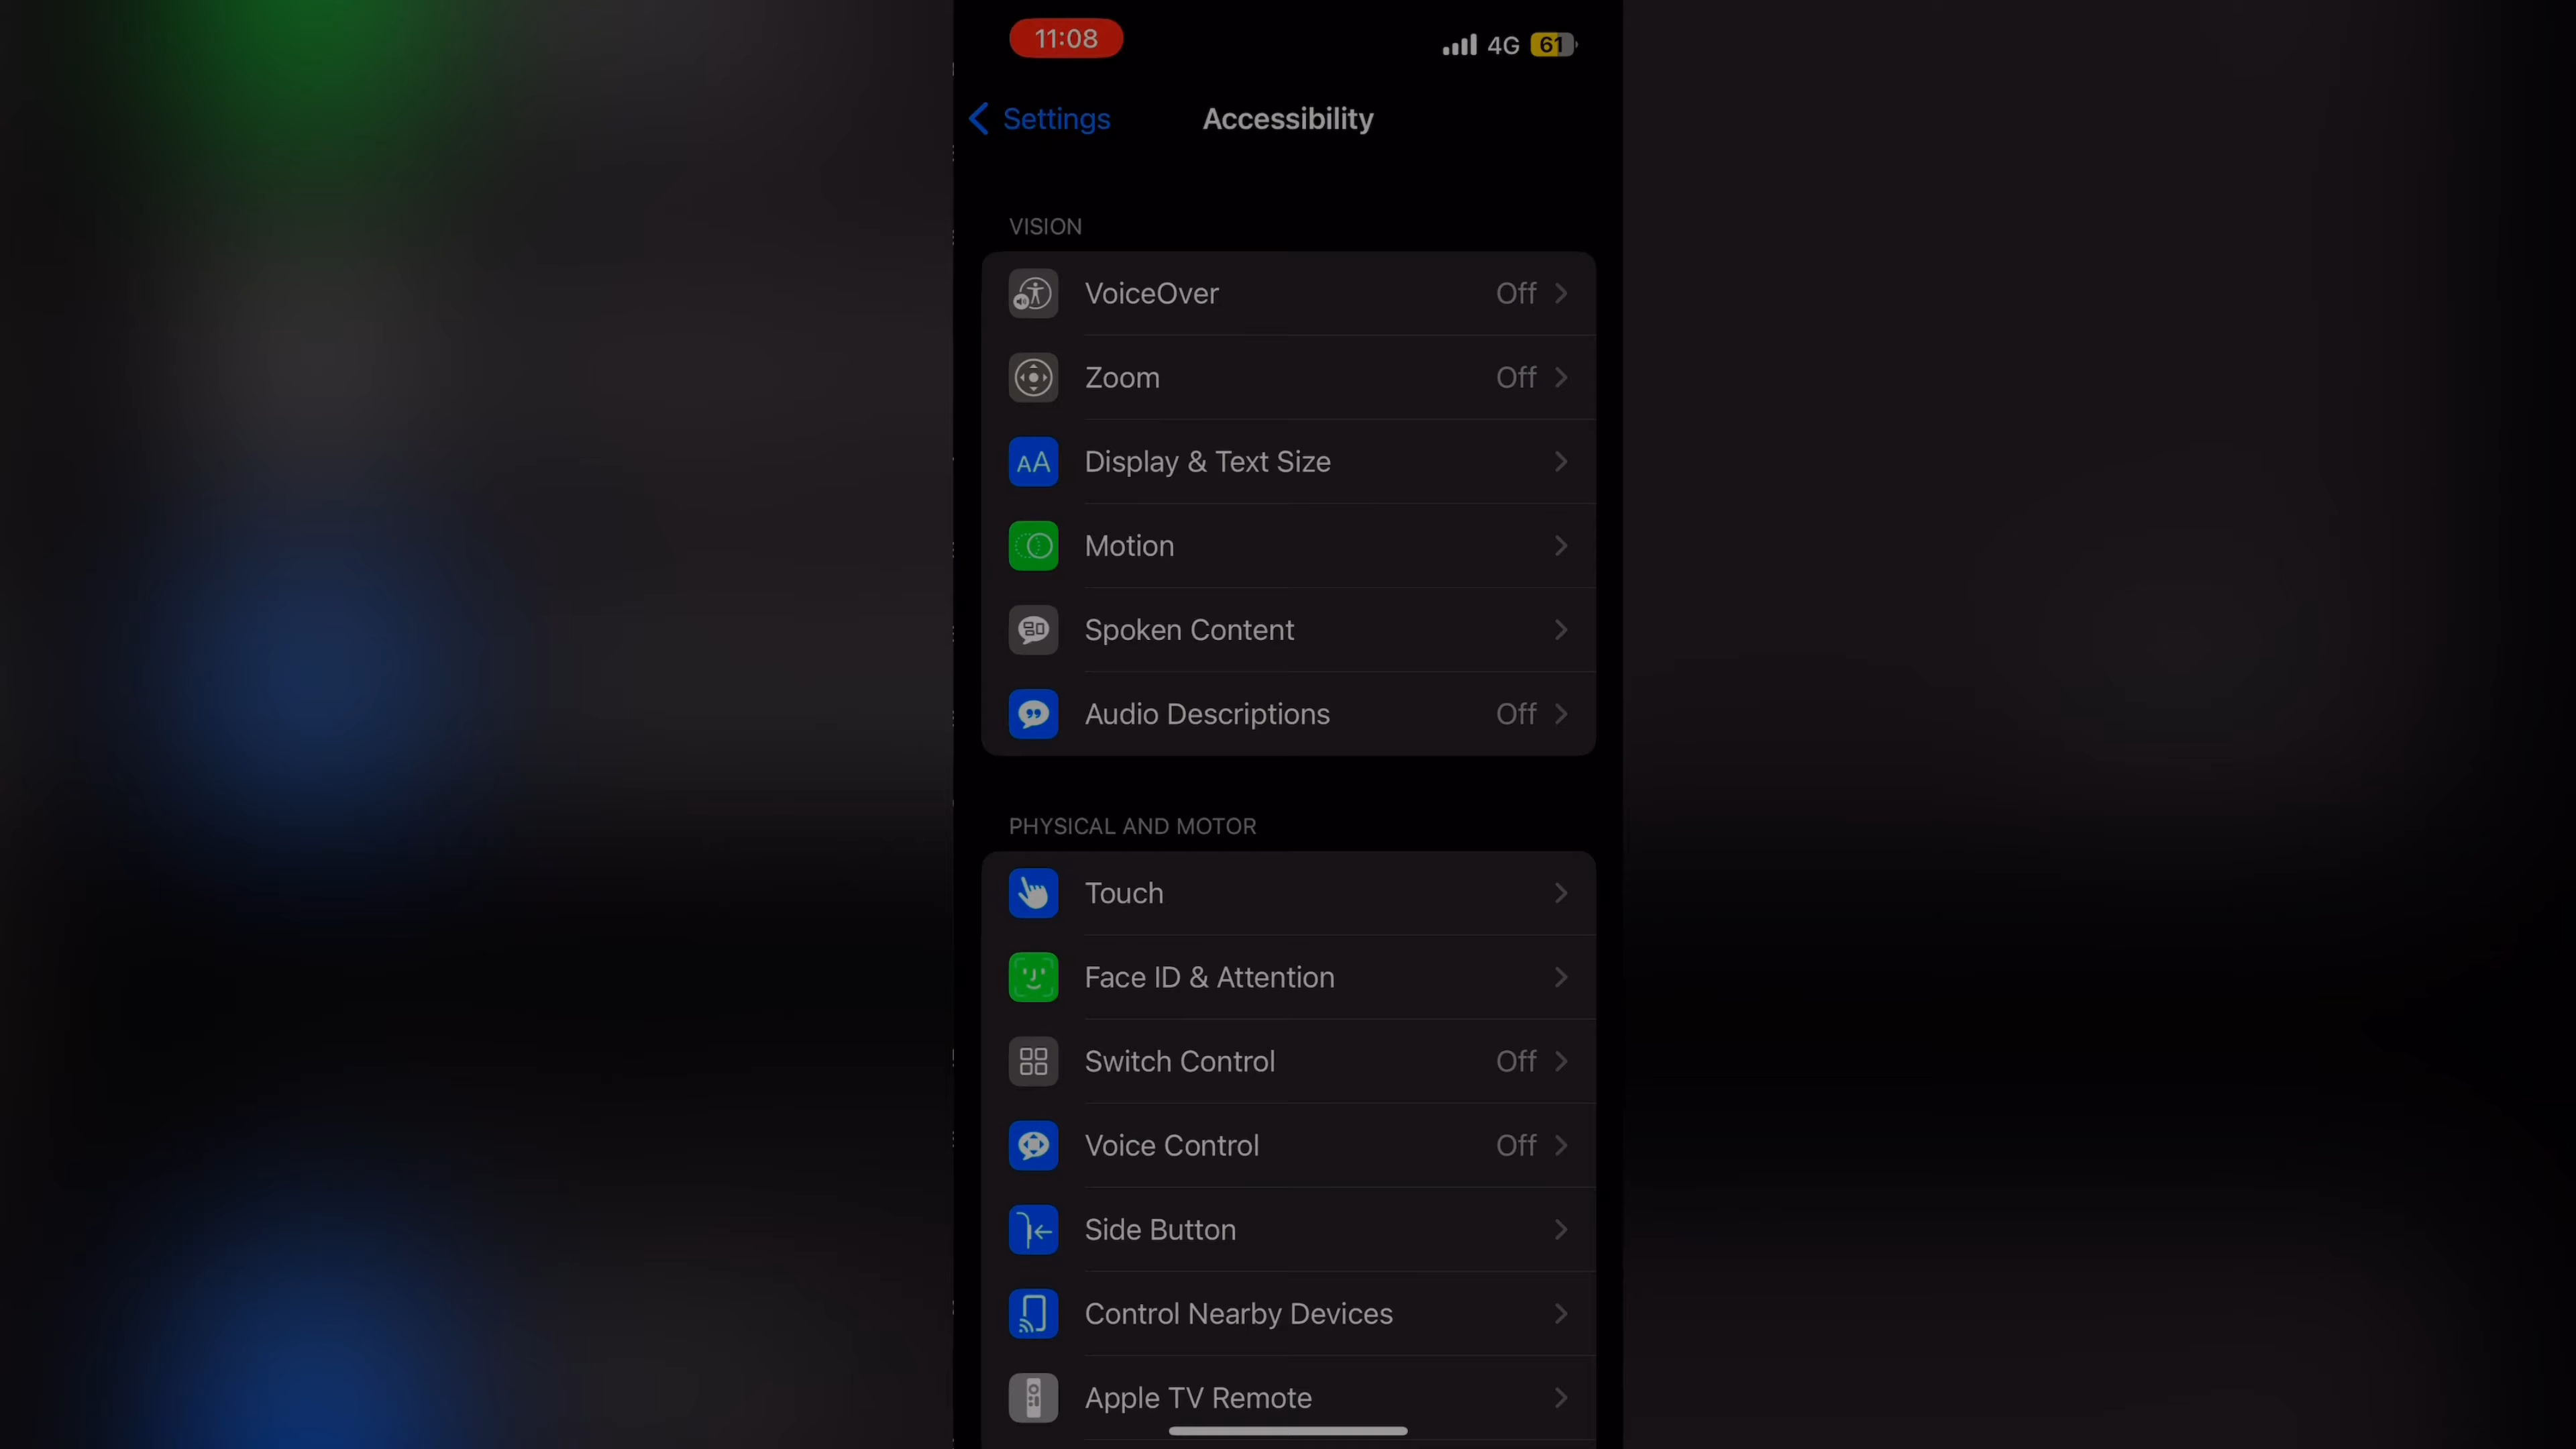 11:08
4G 61
Settings
Accessibility
VISION
VoiceOver Off
Zoom Off
AA Display & Text Size
Motion
Spoken Content
Audio Descriptions Off
PHYSICAL AND MOTOR
Touch
Face ID & Attention
Switch Control Off
Voice Control Off
Side Button
Control Nearby Devices
Apple TV Remote